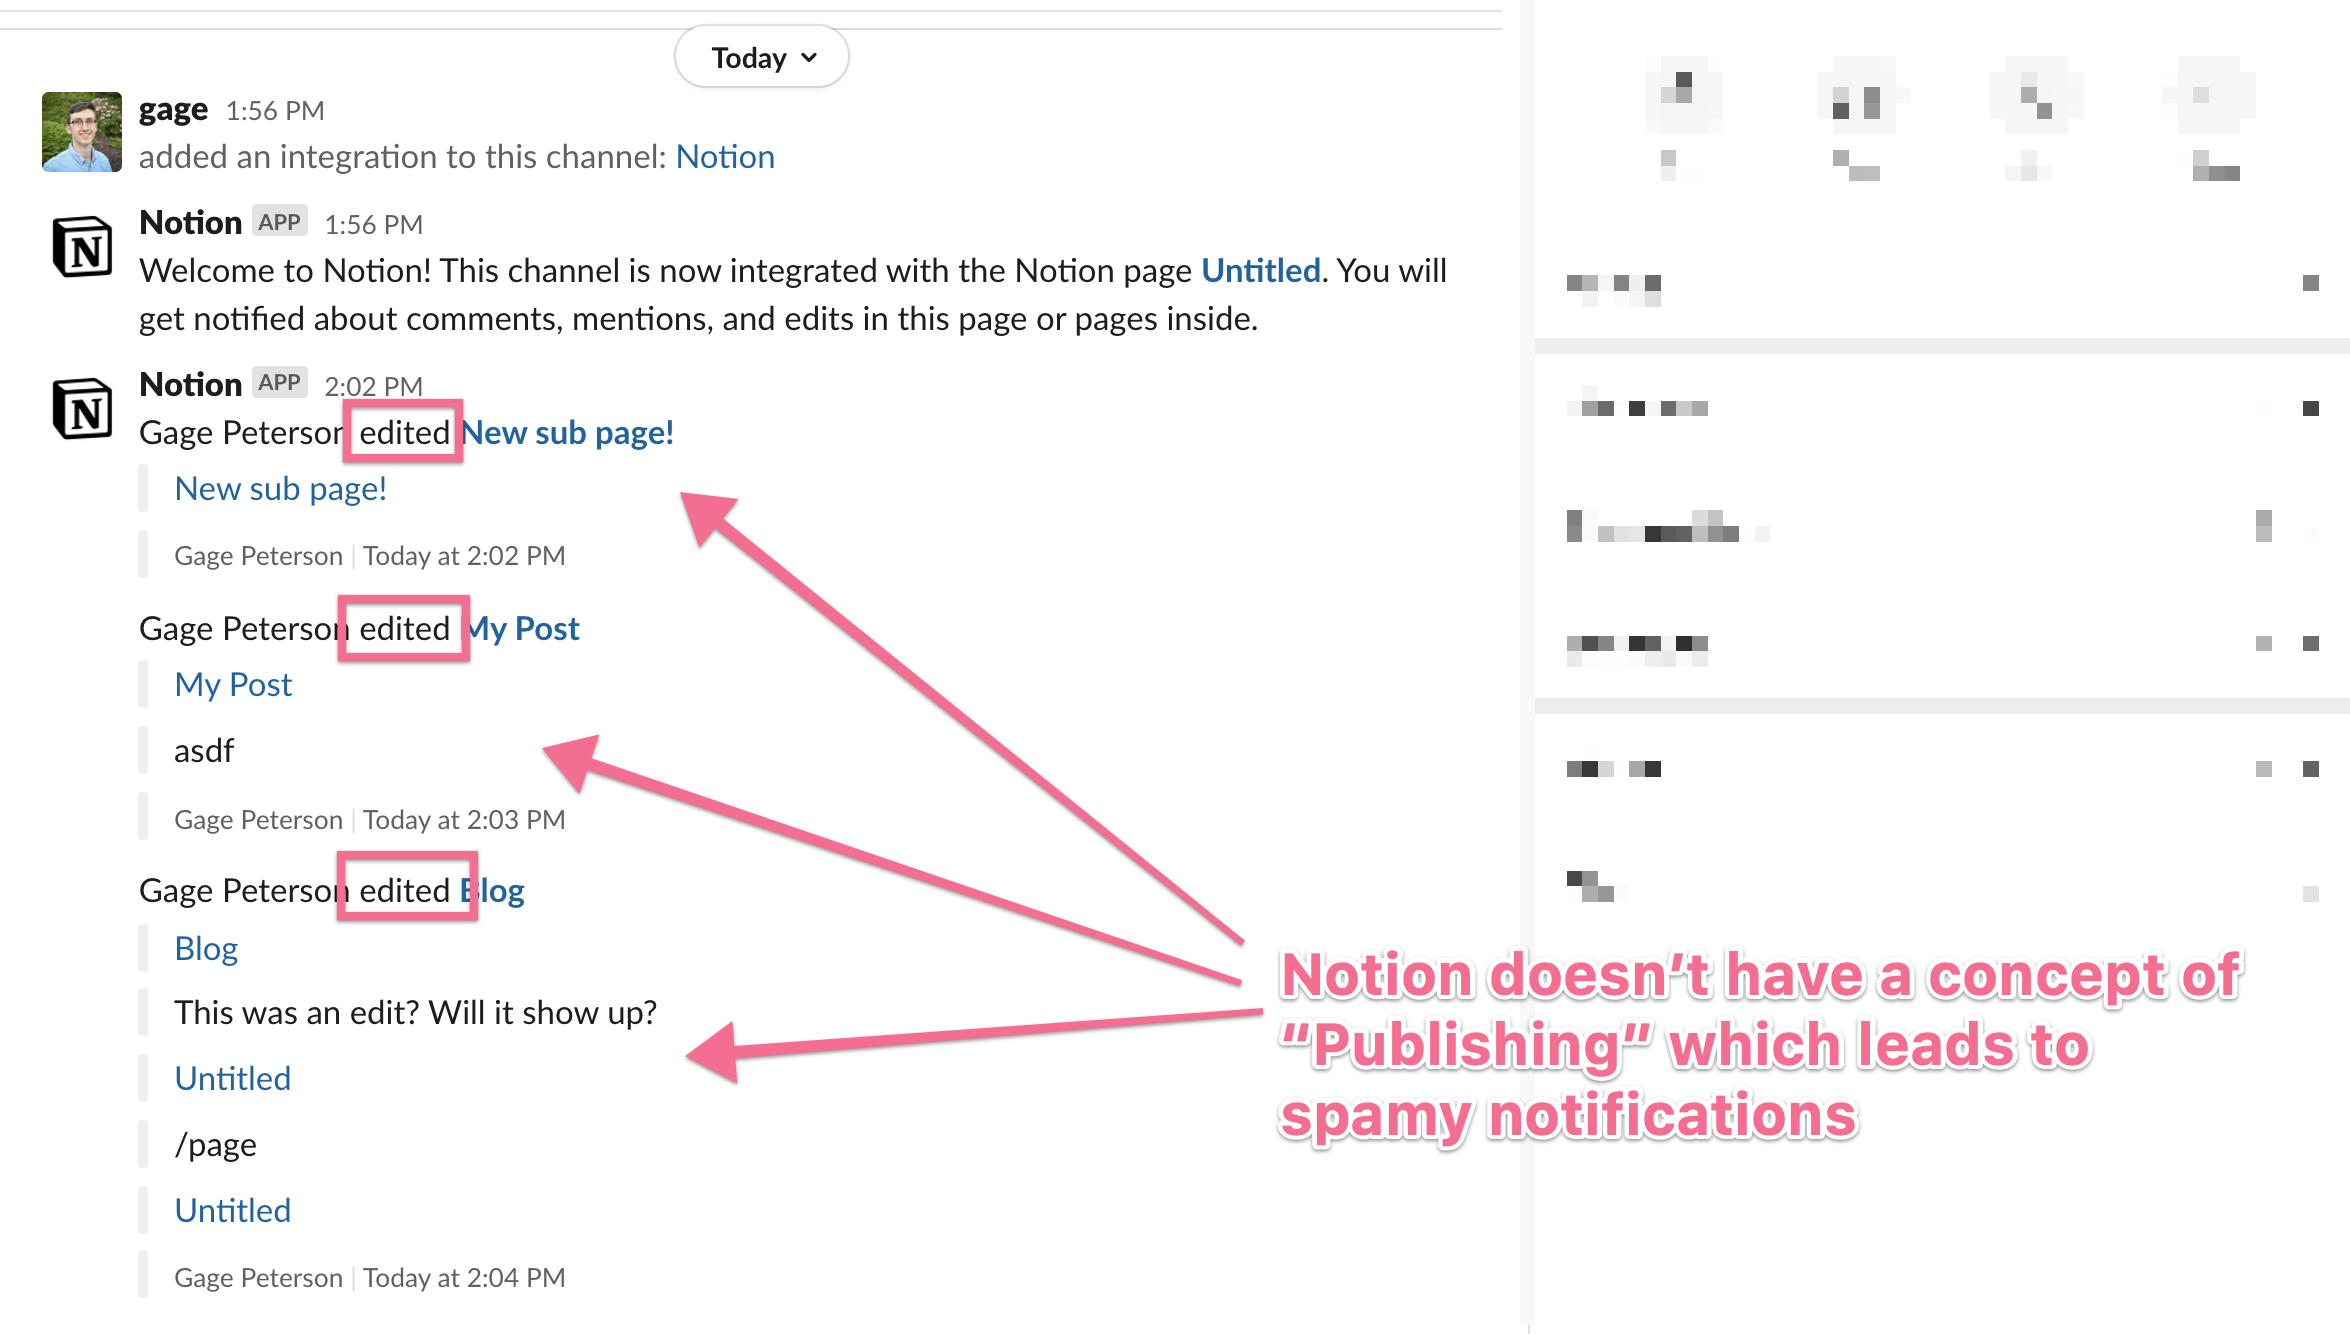 Today
gage 1:56 PM
added an integration to this channel: Notion
Notion APP 1:56 PM
Welcome to Notion! This channel is now integrated with the Notion page Untitled. You will
get notified about comments, mentions, and edits in this page or pages inside.
Notion APP 2:02 PM
Gage Peterson edited New sub page!
New sub page!
Gage Peterson | Today at 2:02 PM
Gage Peterson edited My Post
My Post
asdf
Gage Peterson | Today at 2:03 PM
Gage Peterson edited Blog
Blog
This was an edit? Will it show up?
Untitled
/page
Untitled
Gage Peterson | Today at 2:04 PM
Notion doesn’t have a concept of
“Publishing” which leads to
spamy notifications